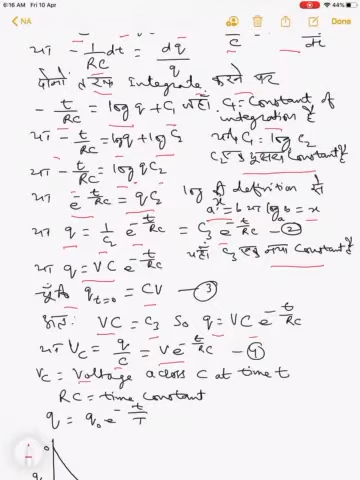 6:16 AM Fri 10 Apr
44%
NA
Done
या - 1/RC dt = dq/q
दोनों तरफ Integrate करने पर
- t/RC = log q + C₁ यहाँ C₁ = Constant of integration है
या - t/RC = log q + log C₂ यदि C₁ = log C₂
C₂ एक दूसरा Constant है
या - t/RC = log q C₂
या e^(-t/RC) = q C₂ log की definition से
a^x = b या log_a b = x
या q = 1/C₂ e^(-t/RC) = C₃ e^(-t/RC) - ②
यहाँ C₃ एक नया Constant है
या q = VC e^(-t/RC)
चूँकि q_(t=0) = CV - ③
अतः VC = C₃ So q = VC e^(-t/RC)
या V_C = q/C = V e^(-t/RC) - ④
V_C = Voltage across C at time t
RC = time Constant
q = q₀ e^(-t/T)
A